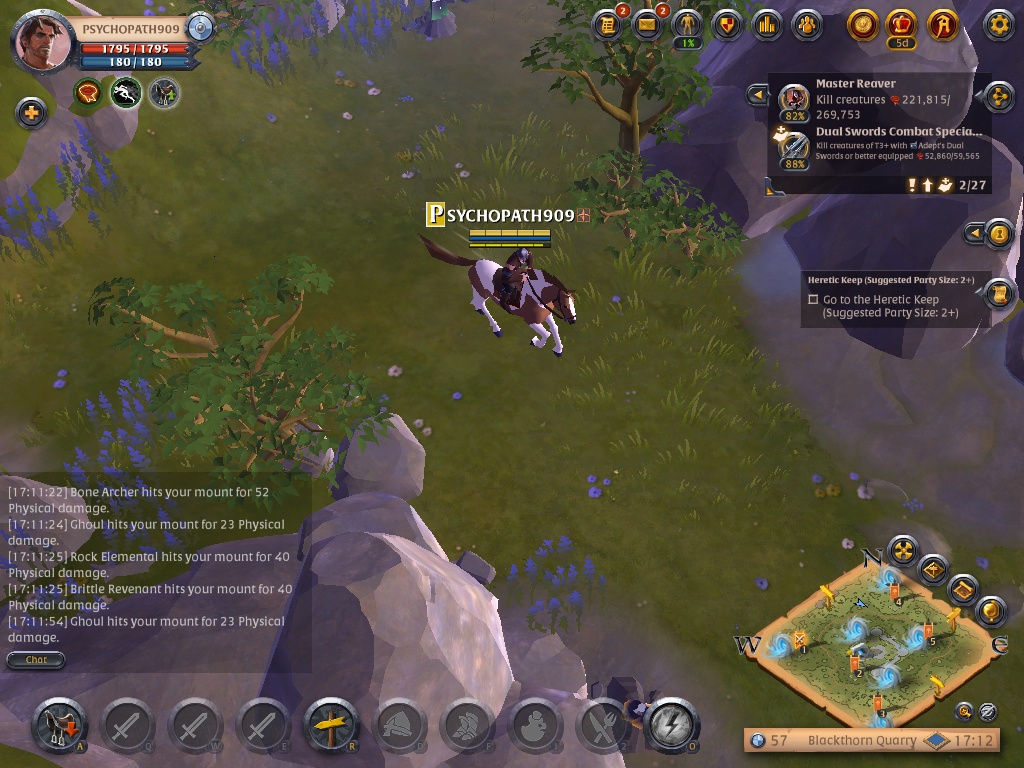 PSYCHOPATH909
1795 / 1795
180 / 180
2
2
1%
5d
Master Reaver
Kill creatures 221,815/
269,753
82%
Dual Swords Combat Specia...
Kill creatures of T3+ with Adept's Dual
Swords or better equipped 52,860/59,565
88%
2/27
PSYCHOPATH909
Heretic Keep (Suggested Party Size: 2+)
Go to the Heretic Keep
(Suggested Party Size: 2+)
[17:11:22] Bone Archer hits your mount for 52
Physical damage.
[17:11:24] Ghoul hits your mount for 23 Physical
damage.
[17:11:25] Rock Elemental hits your mount for 40
Physical damage.
[17:11:25] Brittle Revenant hits your mount for 40
Physical damage.
[17:11:54] Ghoul hits your mount for 23 Physical
damage.
Chat
N
W
E
4
1
5
2
3
A
Q
W
E
R
D
F
2
O
57 Blackthorn Quarry 17:12